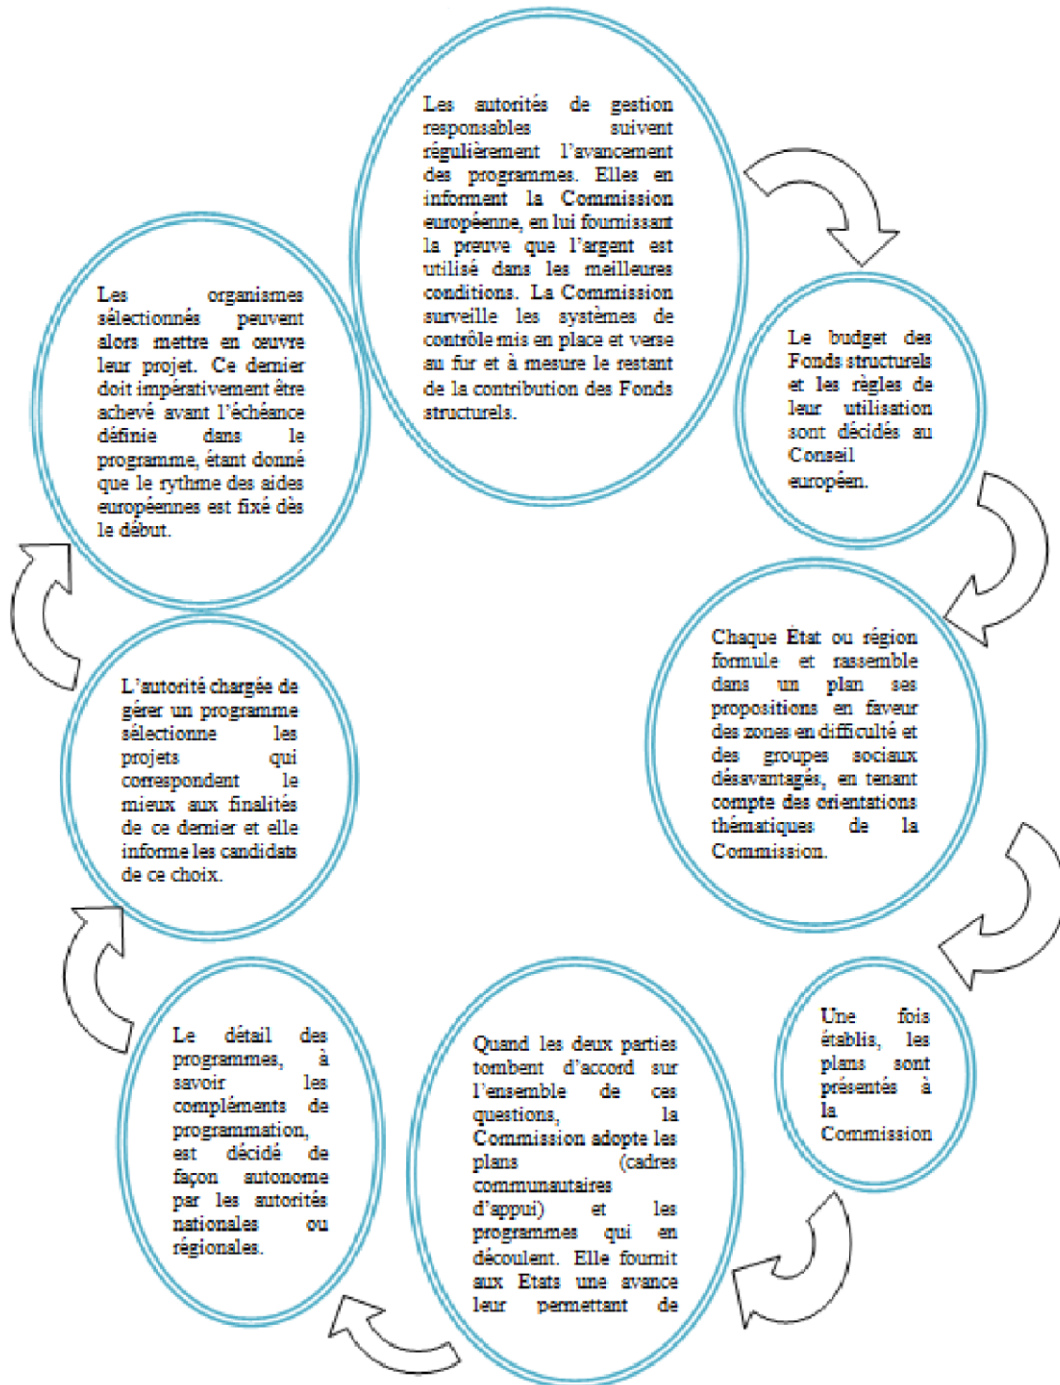 Les autorités de gestion
responsables suivent
régulièrement l'avancement
des programmes. Elles en
informent la Commission
européenne, en lui fournissant
la preuve que l'argent est
utilisé dans les meilleures
conditions. La Commission
surveille les systèmes de
contrôle mis en place et verse
au fur et à mesure le restant
de la contribution des Fonds
structurels.
Le budget des
Fonds structurels
et les règles de
leur utilisation
sont décidés au
Conseil
européen.
Chaque Etat ou région
formule et rassemble
dans un plan ses
propositions en faveur
des zones en difficulté et
des groupes sociaux
désavantagés, en tenant
compte des orientations
thématiques de la
Commission.
Une fois
établis, les
plans sont
présentés à
la
Commission
Quand les deux parties
tombent d'accord sur
l'ensemble de ces
questions, la
Commission adopte les
plans (cadres
communautaires
d'appui) et les
programmes qui en
découlent. Elle fournit
aux Etats une avance
leur permettant de
Le détail des
programmes, à
savoir les
compléments de
programmation,
est décidé de
façon autonome
par les autorités
nationales ou
régionales.
L'autorité chargée de
gérer un programme
sélectionne les
projets qui
correspondent le
mieux aux finalités
de ce dernier et elle
informe les candidats
de ce choix.
Les organismes
sélectionnés peuvent
alors mettre en œuvre
leur projet. Ce dernier
doit impérativement être
achevé avant l'échéance
définie dans le
programme, étant donné
que le rythme des aides
européennes est fixé dès
le début.